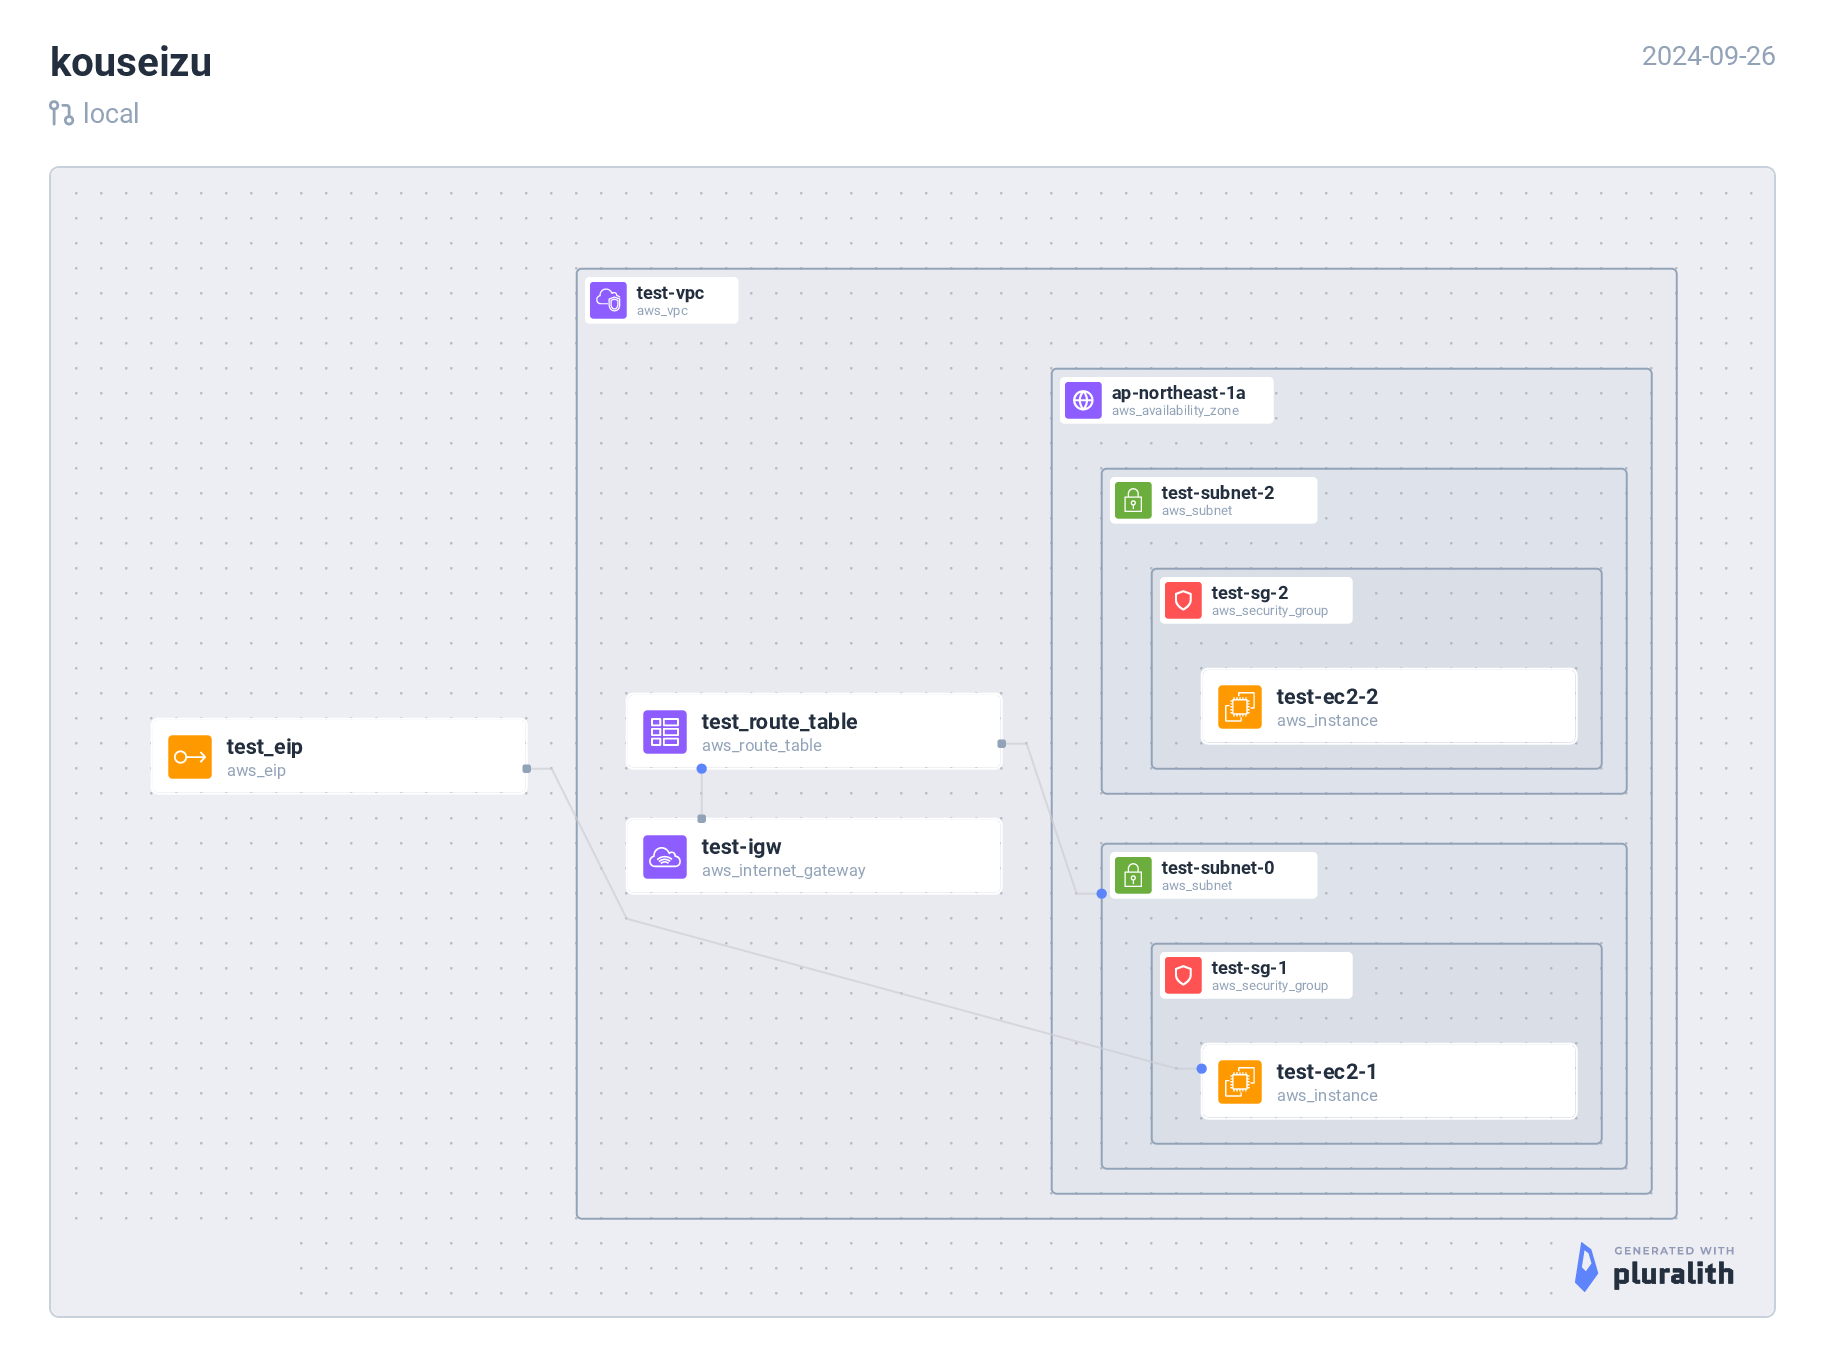 kouseizu
2024-09-26
local
test-vpc
aws_vpc
ap-northeast-1a
aws_availability_zone
test-subnet-2
aws_subnet
test-sg-2
aws_security_group
test-ec2-2
aws_instance
test_route_table
aws_route_table
test_eip
aws_eip
test-igw
aws_internet_gateway
test-subnet-0
aws_subnet
test-sg-1
aws_security_group
test-ec2-1
aws_instance
GENERATED WITH
pluralith